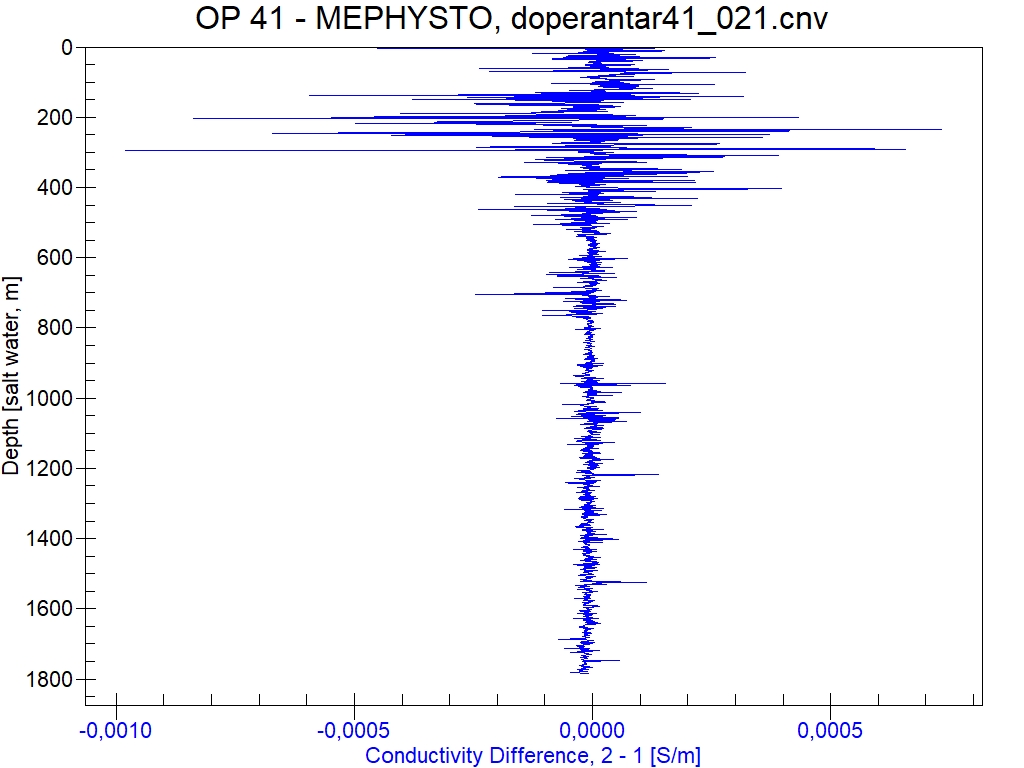 OP 41 - MEPHYSTO, doperantar41_021.cnv
0
200
400
600
800
1000
1200
1400
1600
1800
Depth [salt water, m]
-0,0010 -0,0005 0,0000 0,0005
Conductivity Difference, 2 - 1 [S/m]